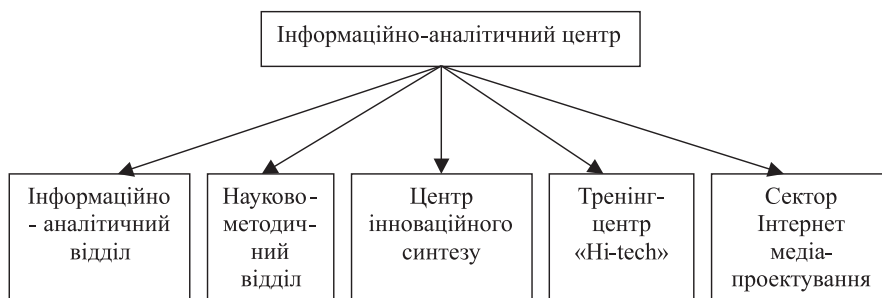 Інформаційно-аналітичний центр
Інформаційно
- аналітичний
відділ
Науково-
методич-
ний
відділ
Центр
інноваційного
синтезу
Тренінг-
центр
«Hi-tech»
Сектор
Інтернет
медіа-
проектування